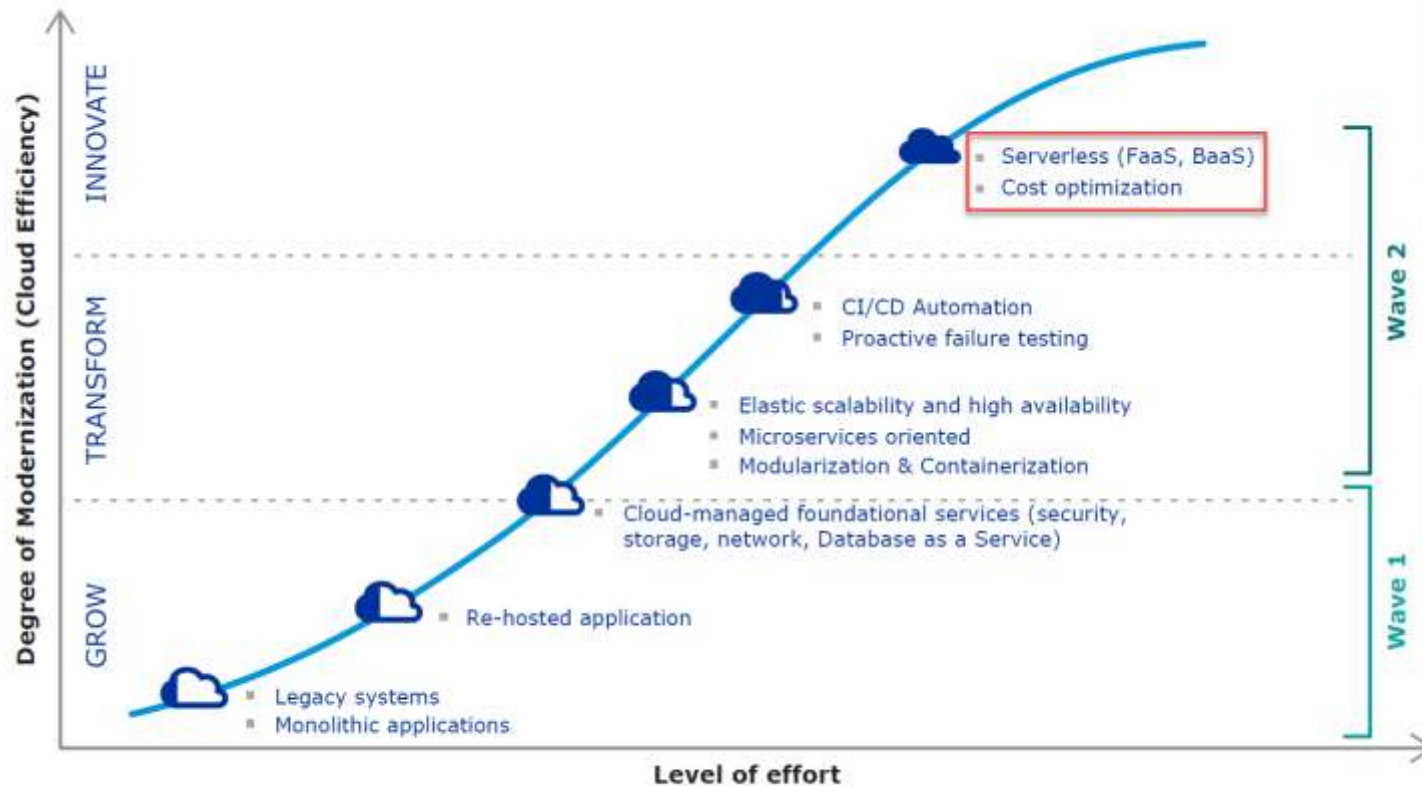 Degree of Modernization (Cloud Efficiency)
INNOVATE
Serverless (FaaS, BaaS)
Cost optimization
TRANSFORM
CI/CD Automation
Proactive failure testing
Elastic scalability and high availability
Microservices oriented
Modularization & Containerization
Wave 2
GROW
Cloud-managed foundational services (security,
storage, network, Database as a Service)
Re-hosted application
Legacy systems
Monolithic applications
Wave 1
Level of effort